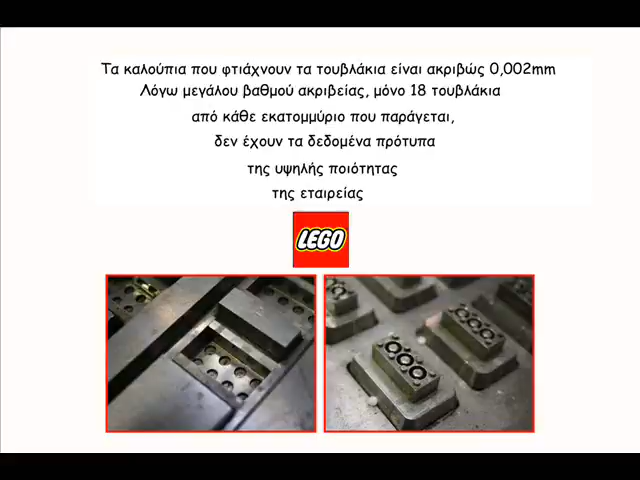 Τα καλούπια που φτιάχνουν τα τουβλάκια είναι ακριβώς 0,002mm
Λόγω μεγάλου βαθμού ακριβείας, μόνο 18 τουβλάκια
από κάθε εκατομμύριο που παράγεται,
δεν έχουν τα δεδομένα πρότυπα
της υψηλής ποιότητας
της εταιρείας
LEGO